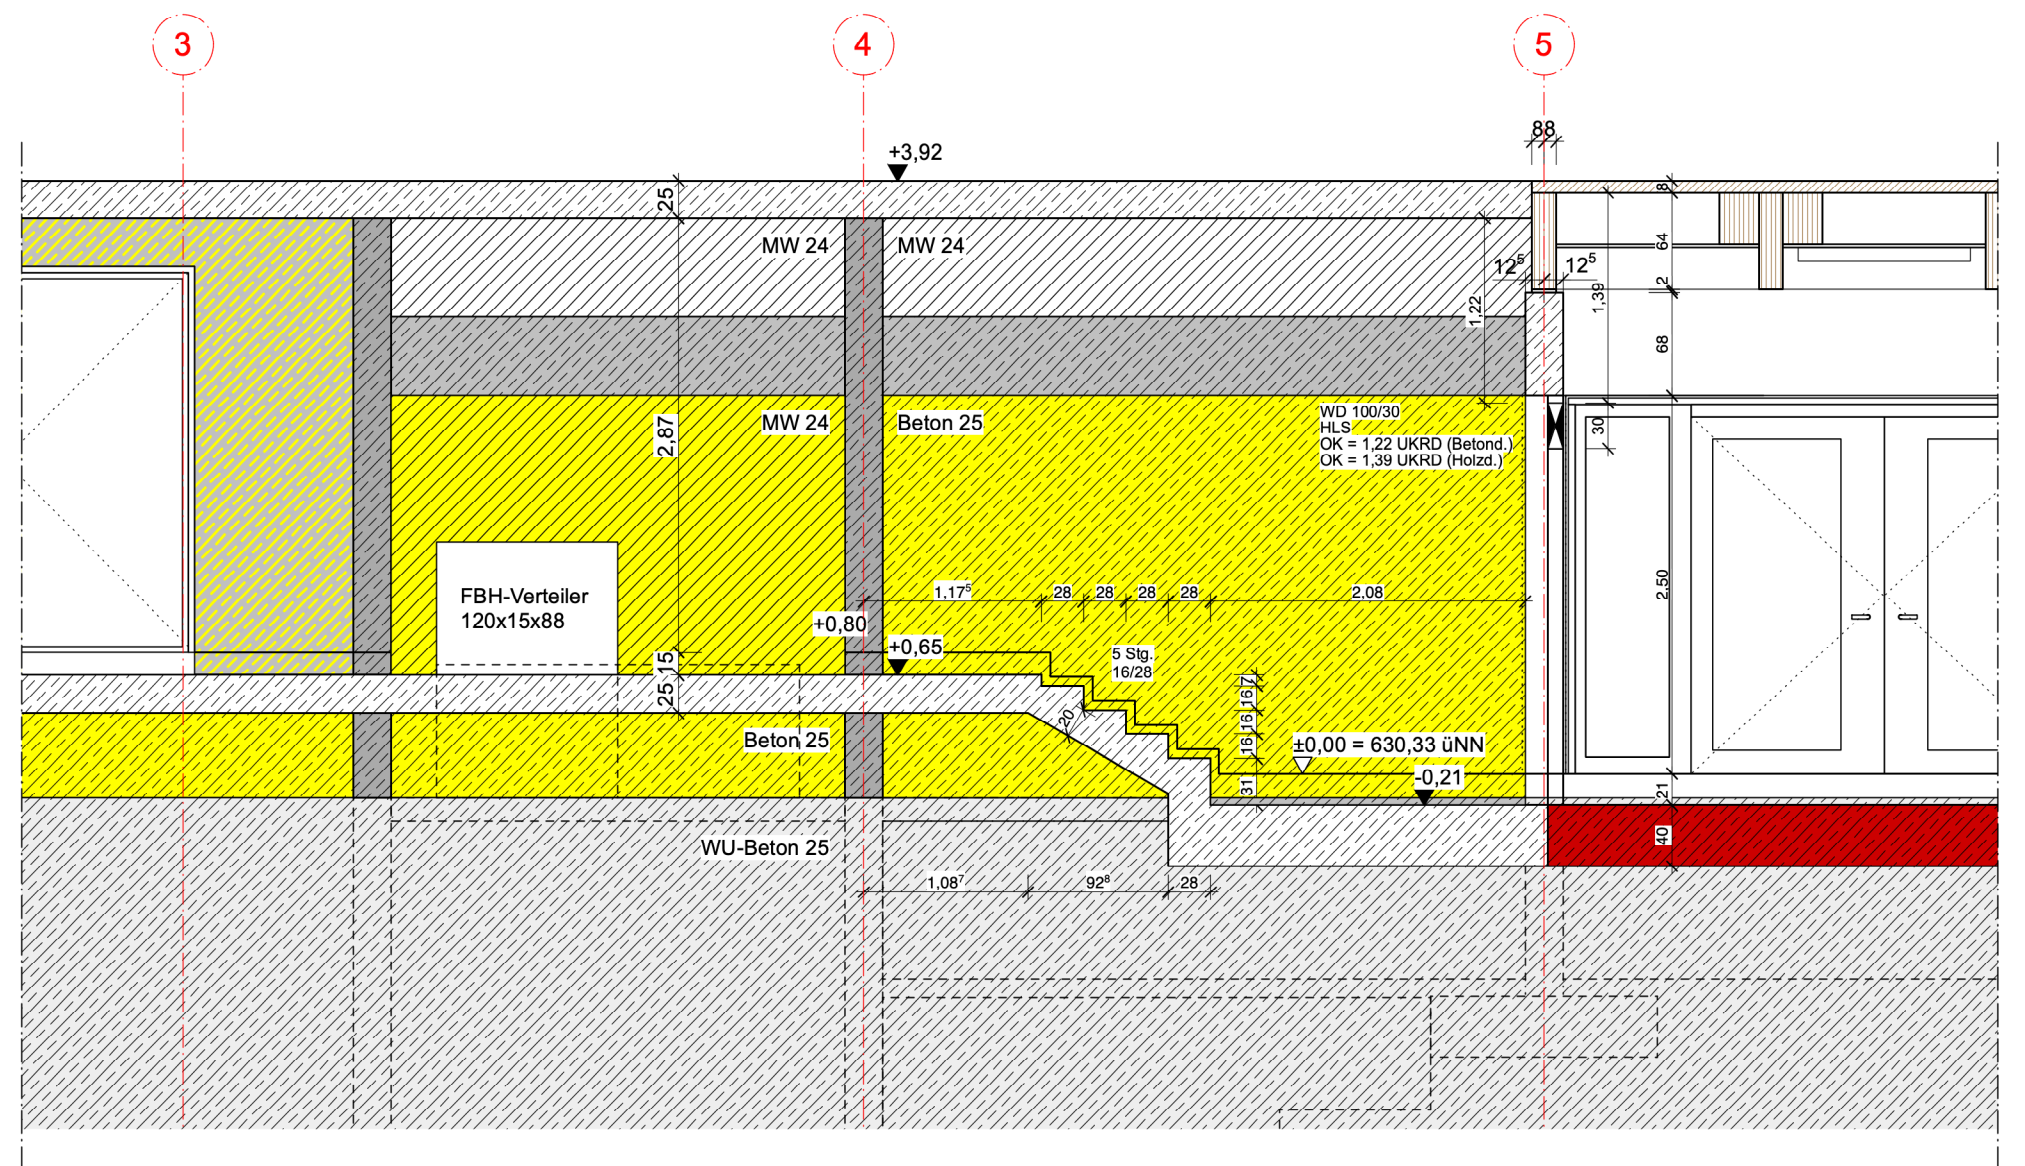 3
4
5
88
+3,92
25
8
MW 24
MW 24
64
12⁵
12⁵
2
1,39
1,22
68
MW 24
Beton 25
2,87
WD 100/30
HLS
OK = 1,22 UKRD (Betond.)
OK = 1,39 UKRD (Holzd.)
30
FBH-Verteiler
120x15x88
1,17⁵
28
28
28
28
2,08
2,50
+0,80
+0,65
15
5 Stg.
16/28
25
7
16
16
16
31
20
Beton 25
±0,00 = 630,33 üNN
-0,21
21
40
WU-Beton 25
1,08⁷
92⁸
28